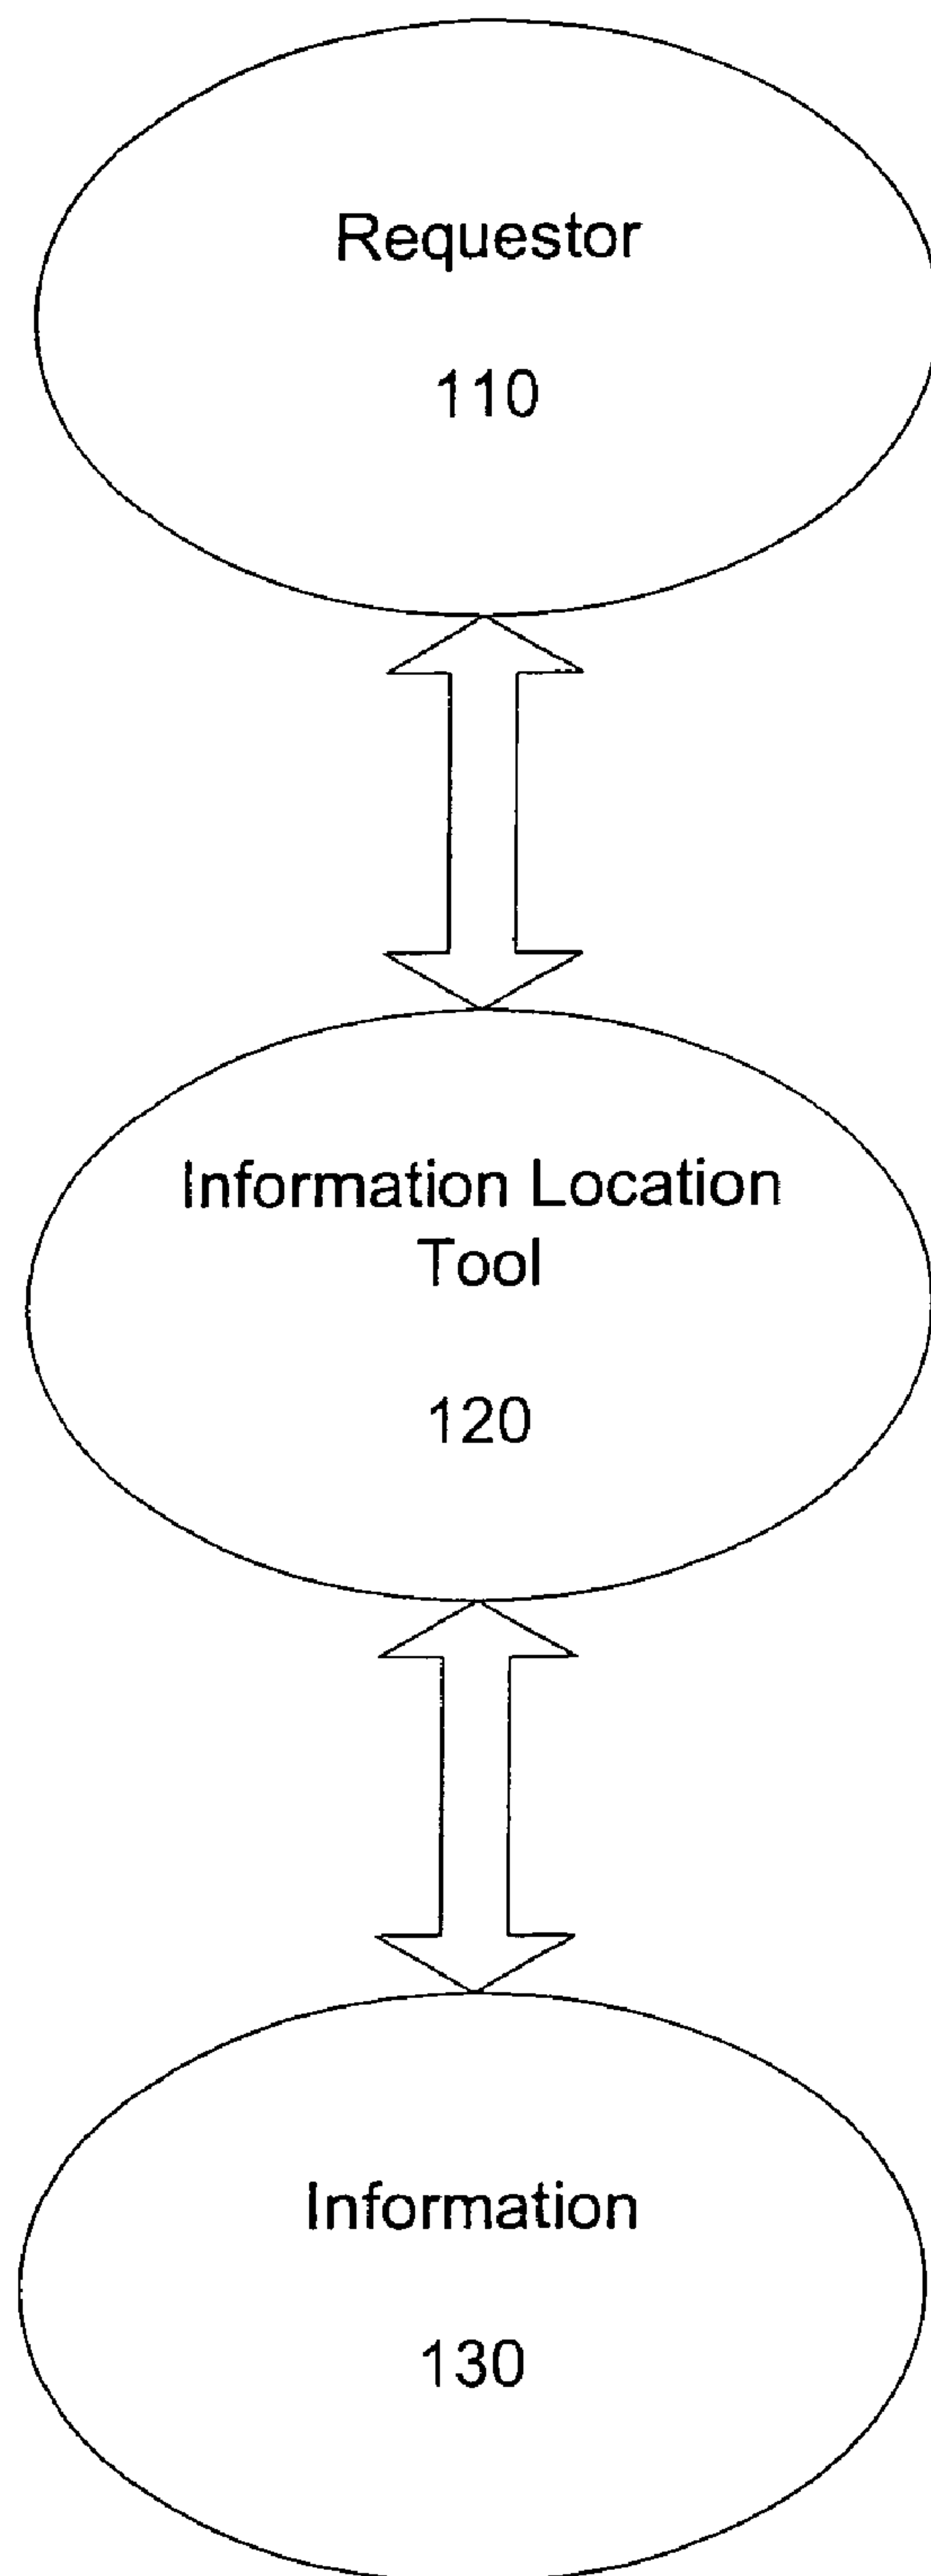 Requestor
110
Information Location
Tool
120
Information
130